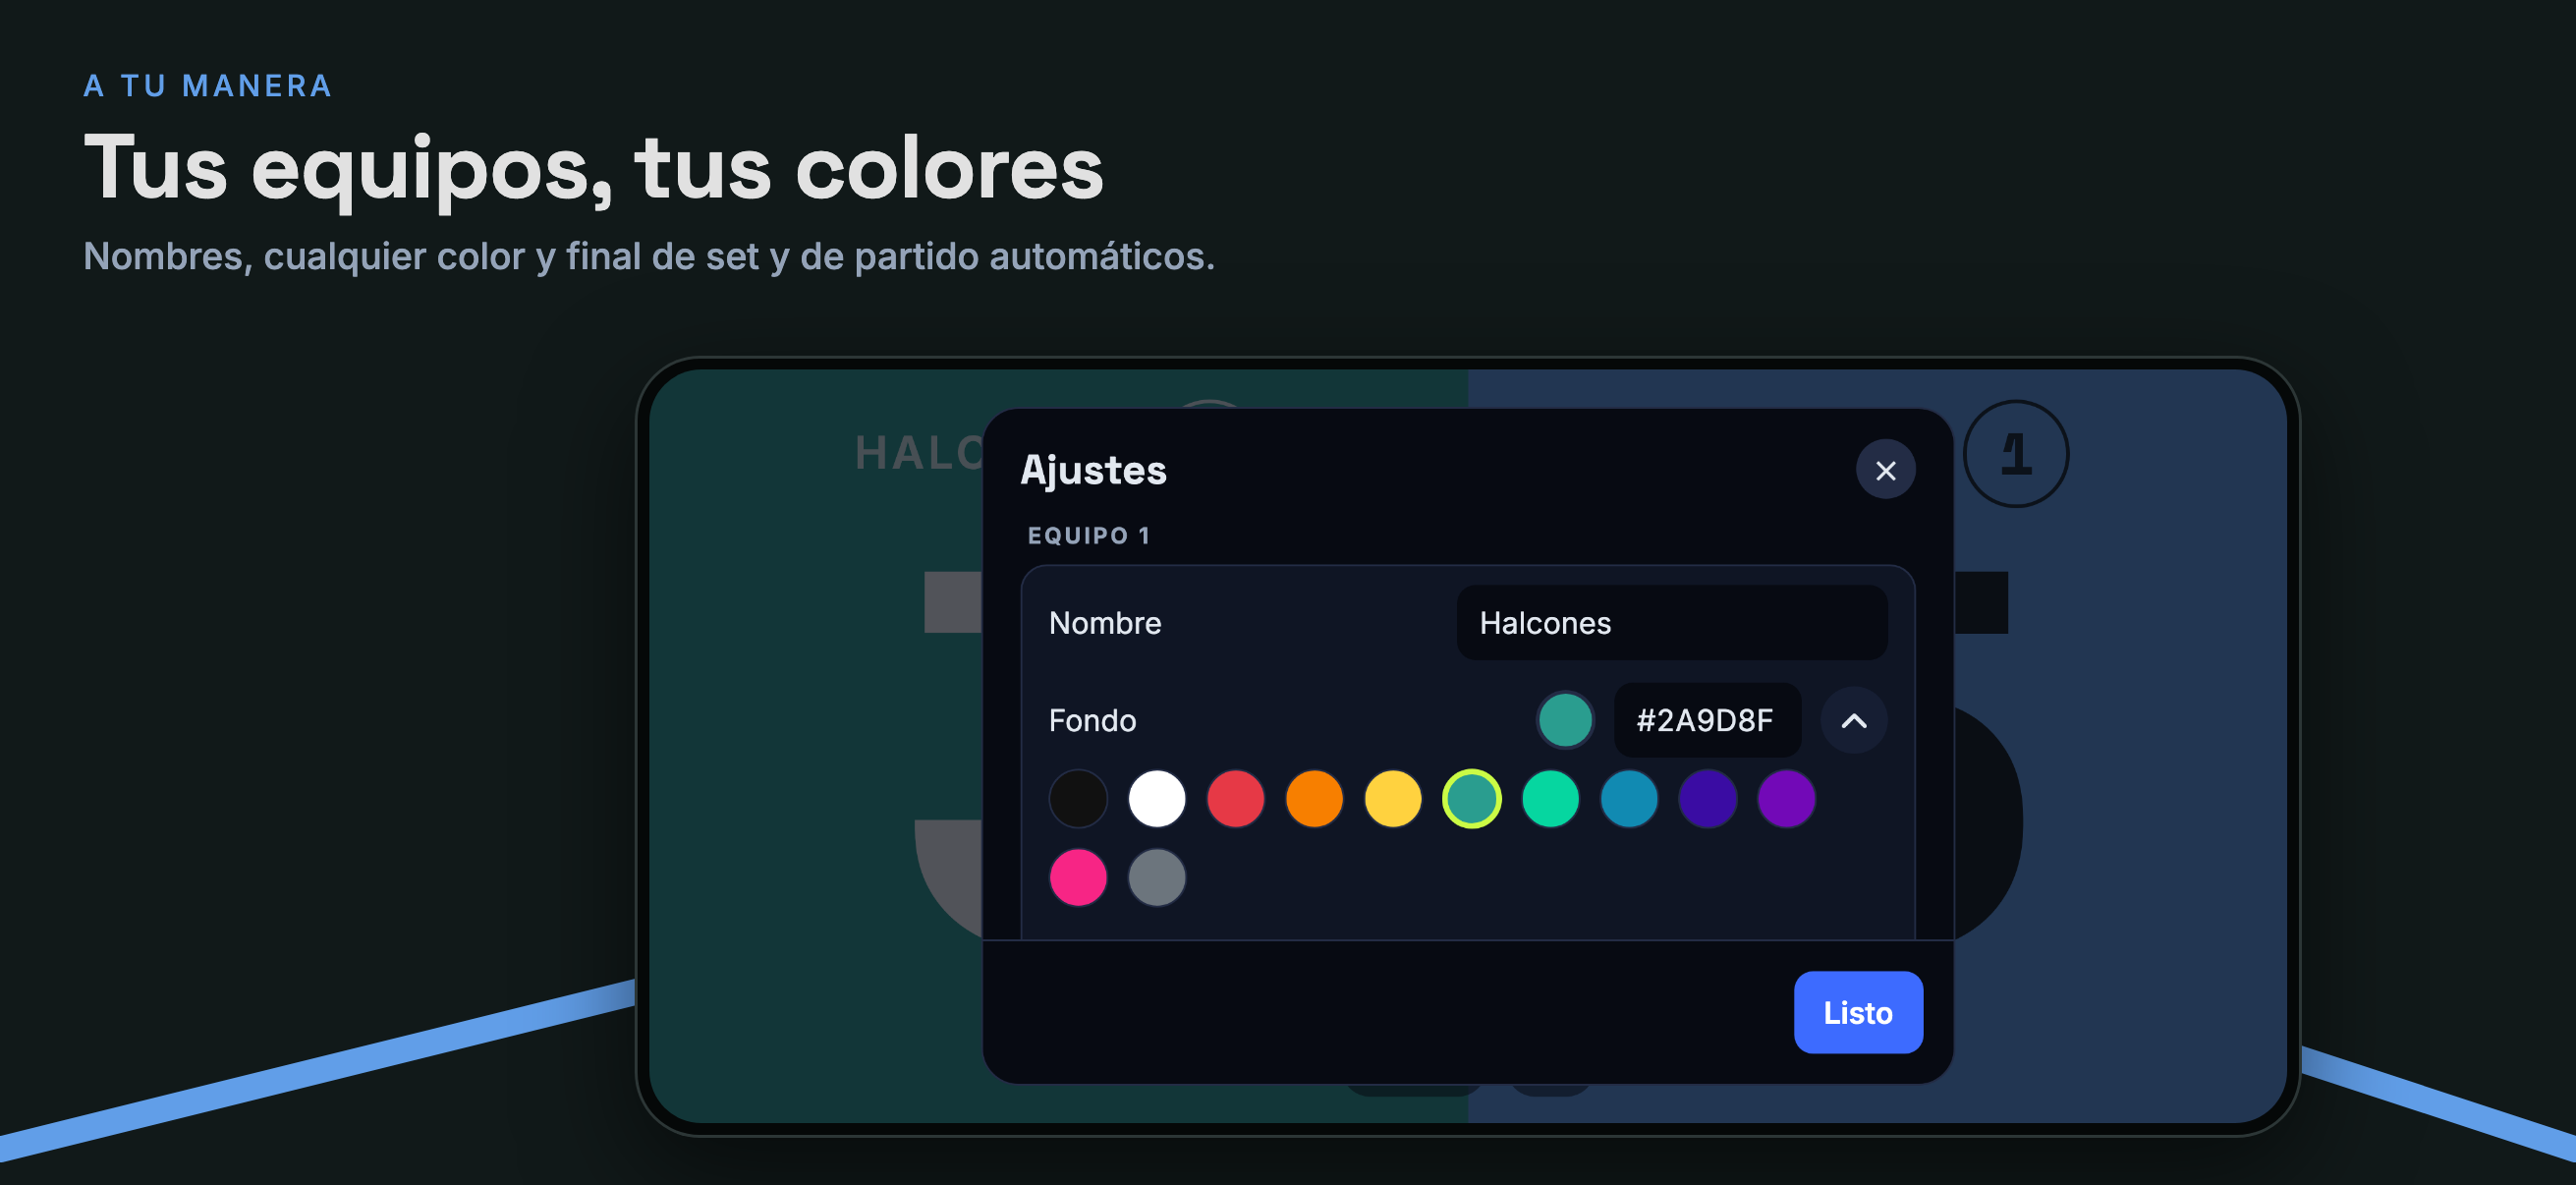 A TU MANERA
Tus equipos, tus colores
Nombres, cualquier color y final de set y de partido automáticos.
1
Ajustes
EQUIPO 1
Nombre
Halcones
Fondo
#2A9D8F
Listo